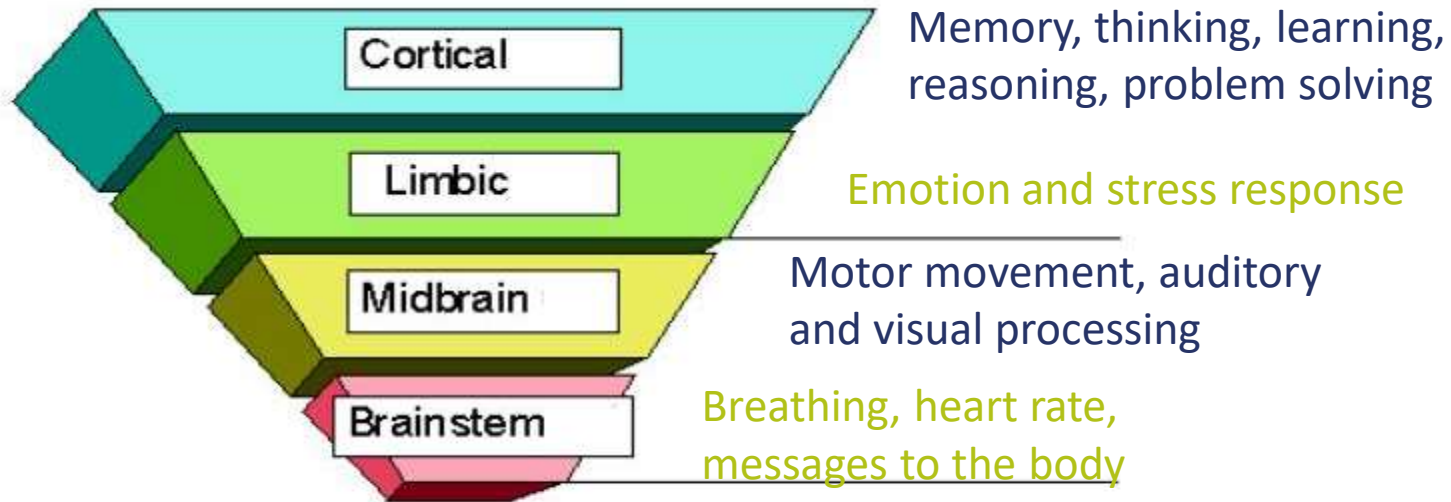 Cortical
Memory, thinking, learning,
reasoning, problem solving
Limbic
Emotion and stress response
Midbrain
Motor movement, auditory
and visual processing
Brainstem
Breathing, heart rate,
messages to the body